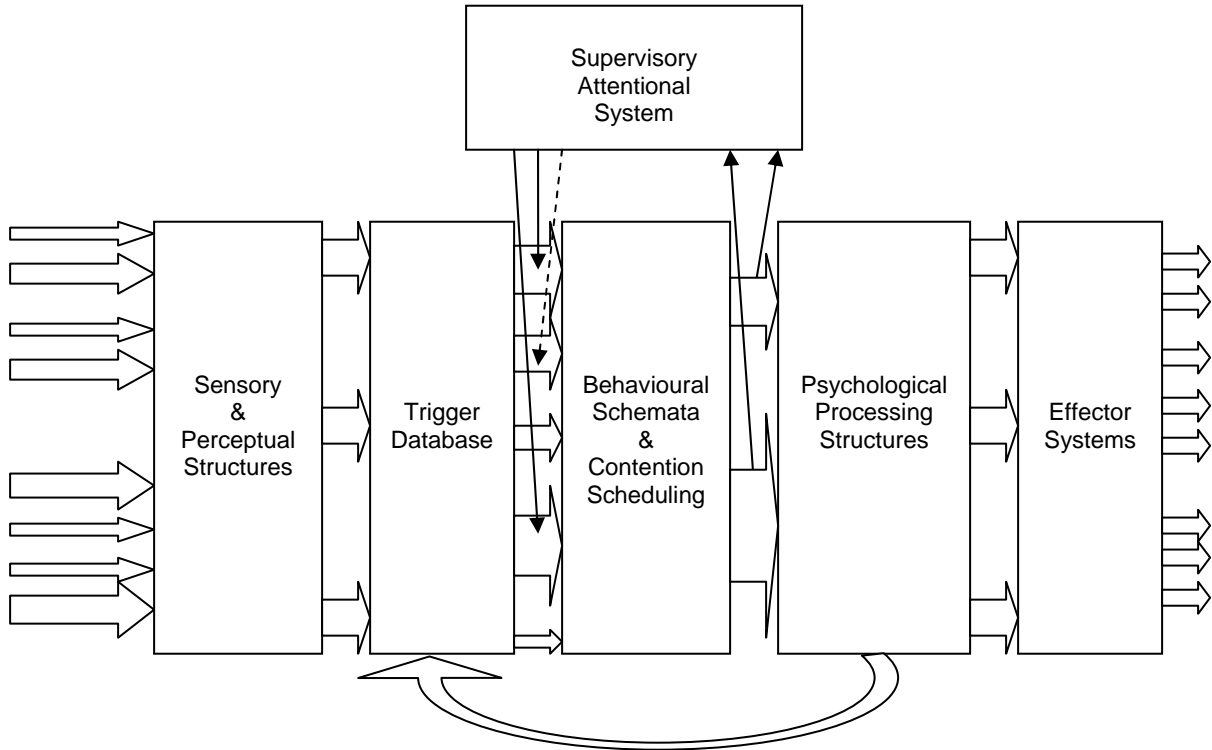 Supervisory
Attentional
System
Sensory
&
Perceptual
Structures
Trigger
Database
Behavioural
Schemata
&
Contention
Scheduling
Psychological
Processing
Structures
Effector
Systems